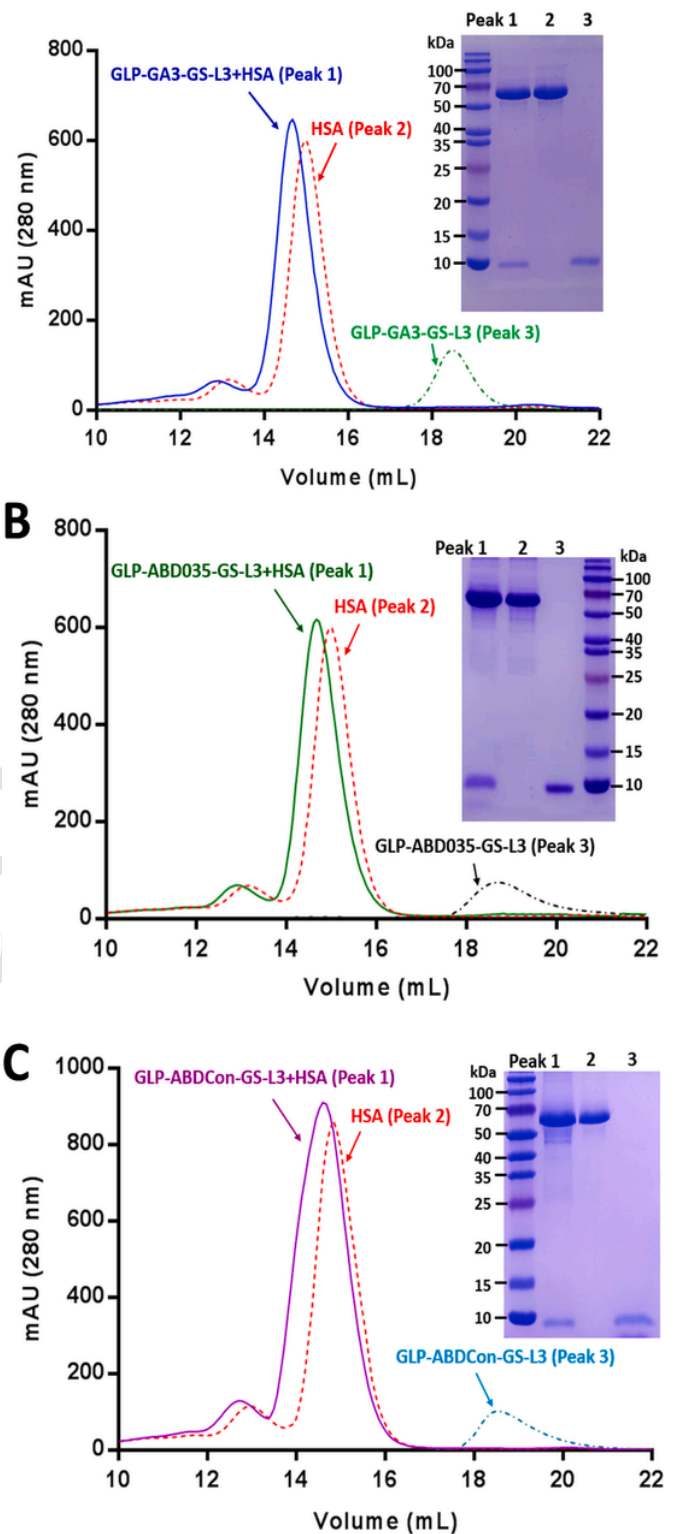 Peak 1 2 3
kDa
800
GLP-GA3-GS-L3+HSA (Peak 1)
100
70
50
HSA (Peak 2)
600
40
35
25
mAU (280 nm)
400
20
15
GLP-GA3-GS-L3 (Peak 3)
10
200
0
10 12 14 16 18 20 22
Volume (mL)
B
800
Peak 1 2 3
kDa
GLP-ABD035-GS-L3+HSA (Peak 1)
100
70
50
HSA (Peak 2)
600
40
35
25
mAU (280 nm)
400
20
15
10
200
GLP-ABD035-GS-L3 (Peak 3)
0
10 12 14 16 18 20 22
Volume (mL)
C
1000
Peak 1 2 3
kDa
GLP-ABDCon-GS-L3+HSA (Peak 1)
100
70
HSA (Peak 2)
50
800
40
35
25
600
mAU (280 nm)
20
400
15
10
GLP-ABDCon-GS-L3 (Peak 3)
200
0
10 12 14 16 18 20 22
Volume (mL)